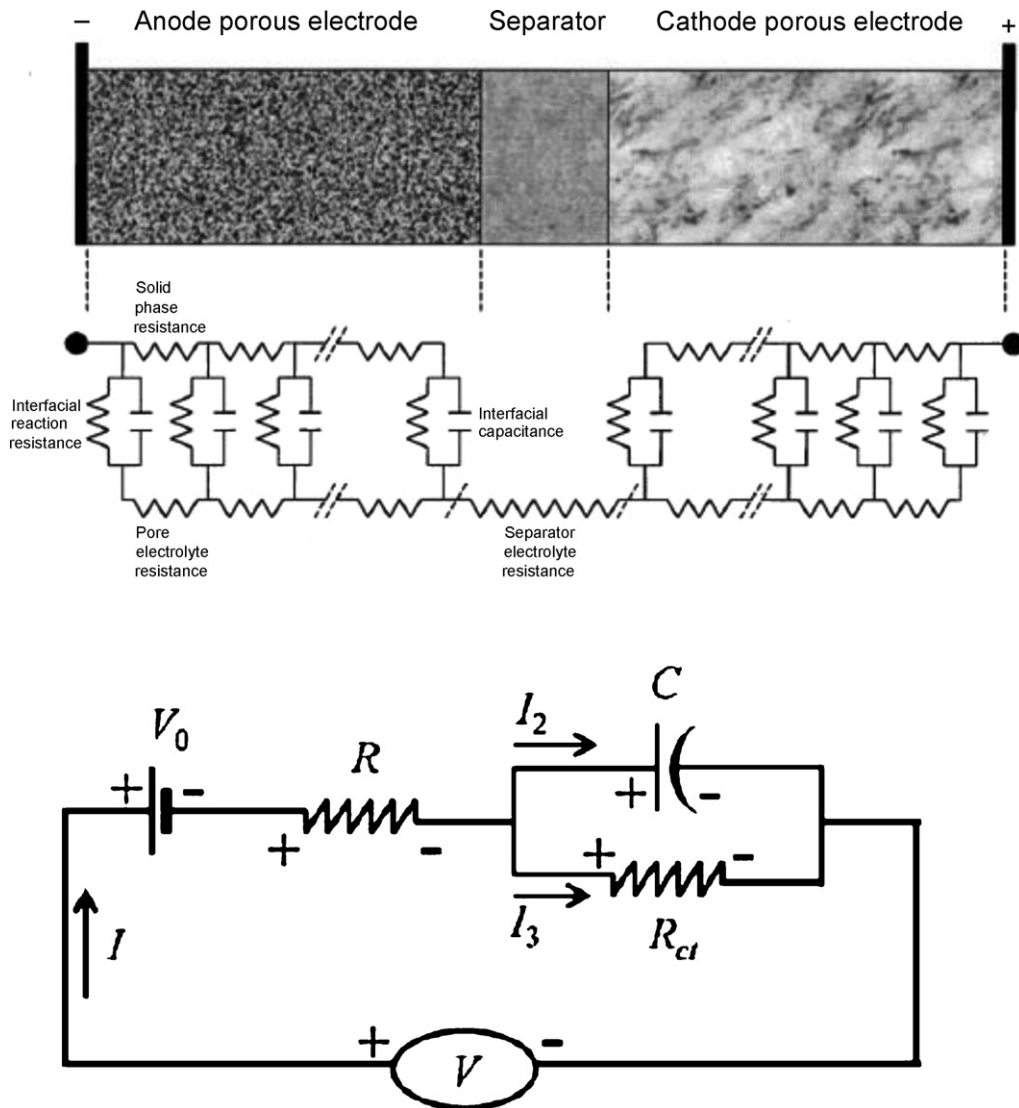 − Anode porous electrode Separator Cathode porous electrode +
Solid
phase
resistance
Interfacial
reaction
resistance
Interfacial
capacitance
Pore
electrolyte
resistance
Separator
electrolyte
resistance
I₂
C
V₀
R
+ -
+ -
+ -
+ -
I₃
R_ct
I
+ V -